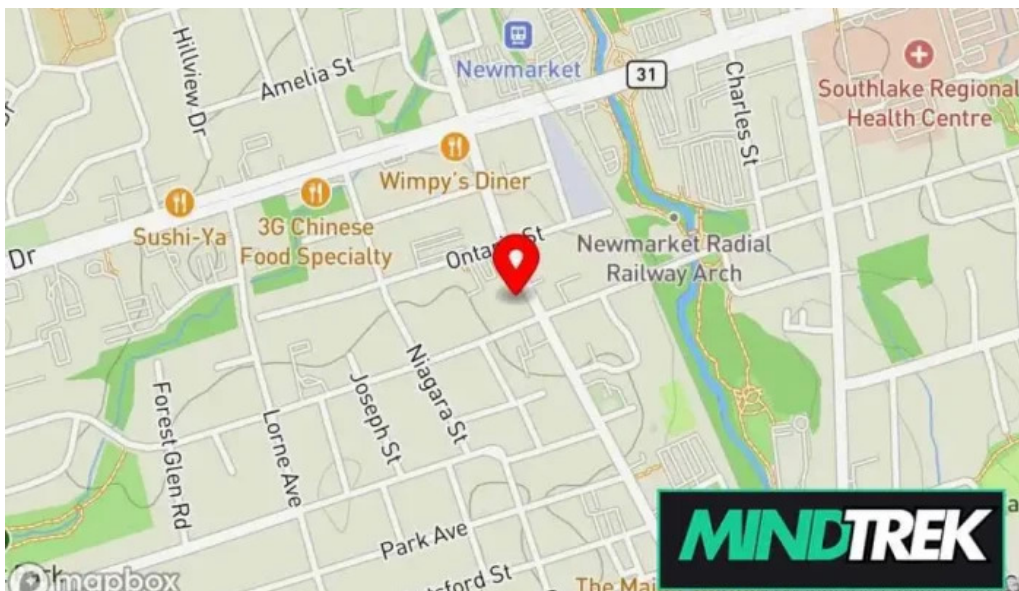 Hillview Dr
Amelia St
Newmarket
31
Charles St
Southlake Regional
Health Centre
Wimpy's Diner
Sushi-Ya
3G Chinese
Food Specialty
Dr
Newmarket Radial
Railway Arch
Forest Glen Rd
Lorne Ave
Joseph St
Niagara St
Park Ave
mapbox
The Mai
MINDTREK